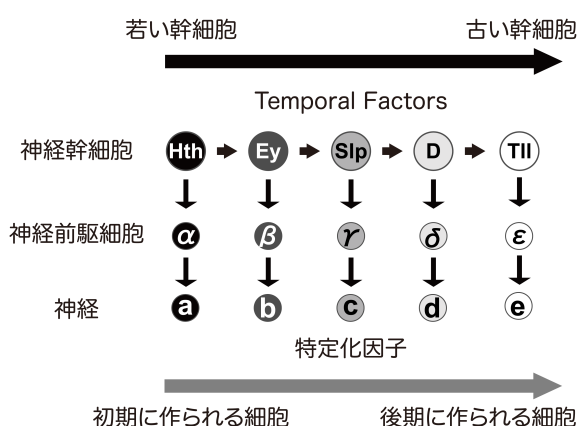 若い幹細胞 古い幹細胞
Temporal Factors
神経幹細胞 Hth Ey Slp D Tll
神経前駆細胞 α β γ δ ε
神経 a b c d e
特定化因子
初期に作られる細胞 後期に作られる細胞